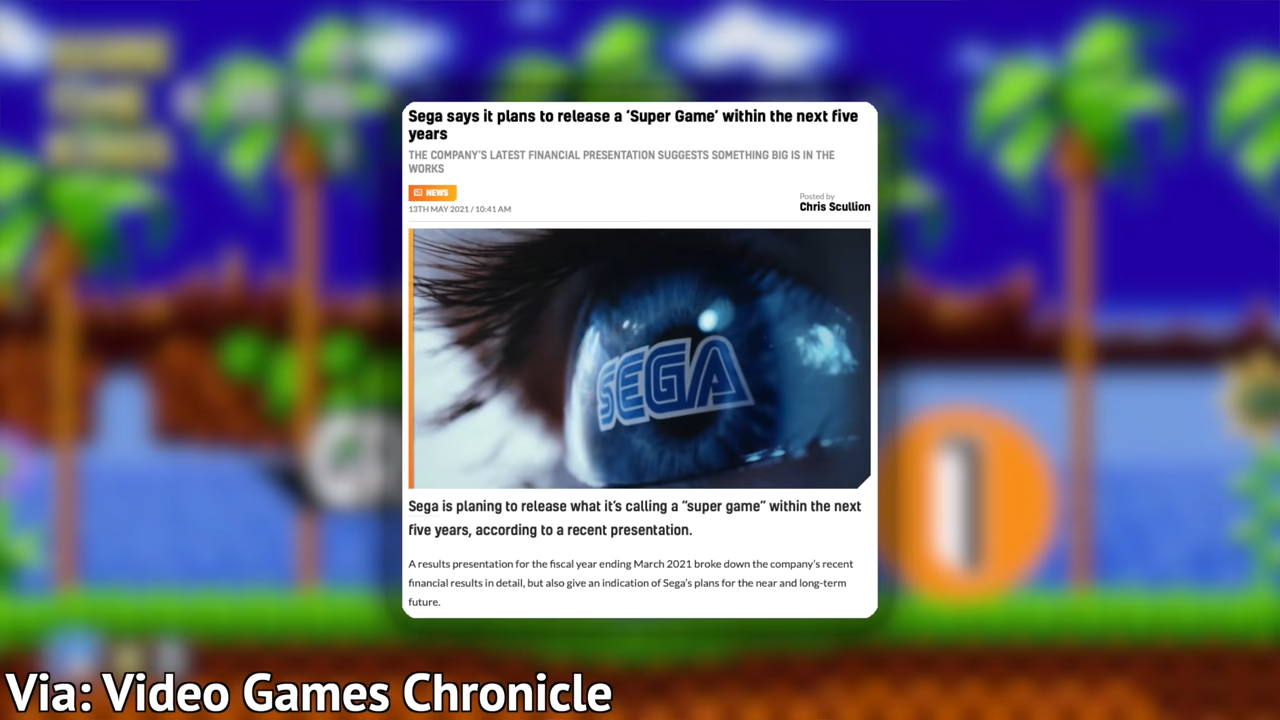 Sega says it plans to release a ‘Super Game’ within the next five
years
THE COMPANY'S LATEST FINANCIAL PRESENTATION SUGGESTS SOMETHING BIG IS IN THE
WORKS
NEWS
13TH MAY 2021 / 10:41 AM
Posted by
Chris Scullion
SEGA
Sega is planing to release what it’s calling a “super game” within the next
five years, according to a recent presentation.
A results presentation for the fiscal year ending March 2021 broke down the company’s recent
financial results in detail, but also give an indication of Sega’s plans for the near and long-term
future.
Via: Video Games Chronicle